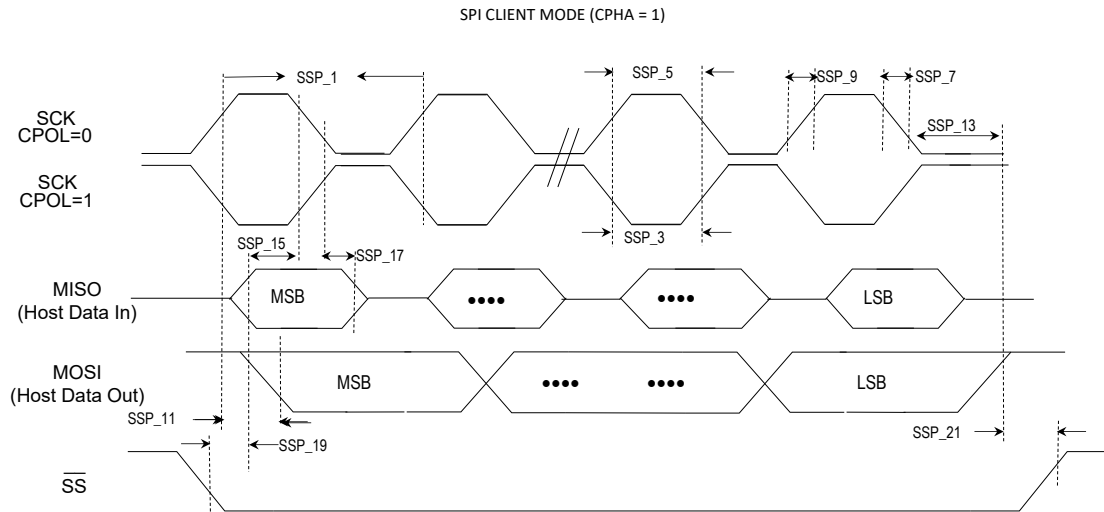 SPI CLIENT MODE (CPHA = 1)
SSP_1
SSP_5
SSP_9
SSP_7
SCK
CPOL=0
SSP_13
SCK
CPOL=1
SSP_3
SSP_15
SSP_17
MISO
(Host Data In)
MSB
●●●●
●●●●
LSB
MOSI
(Host Data Out)
MSB
●●●●
●●●●
LSB
SSP_11
SSP_19
SSP_21
SS